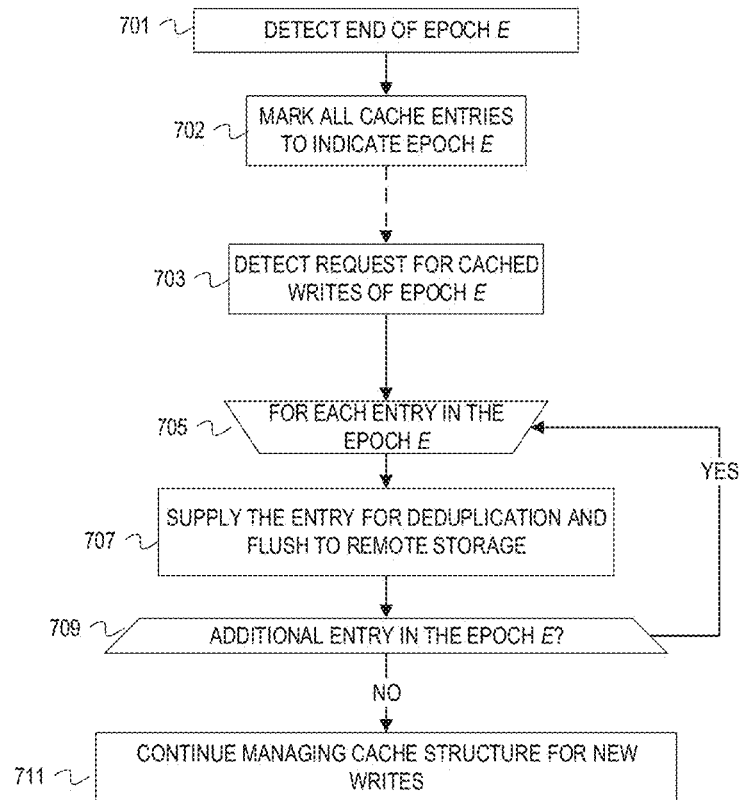 701
DETECT END OF EPOCH E
702
MARK ALL CACHE ENTRIES
TO INDICATE EPOCH E
703
DETECT REQUEST FOR CACHED
WRITES OF EPOCH E
705
FOR EACH ENTRY IN THE
EPOCH E
YES
707
SUPPLY THE ENTRY FOR DEDUPLICATION AND
FLUSH TO REMOTE STORAGE
709
ADDITIONAL ENTRY IN THE EPOCH E?
NO
711
CONTINUE MANAGING CACHE STRUCTURE FOR NEW
WRITES